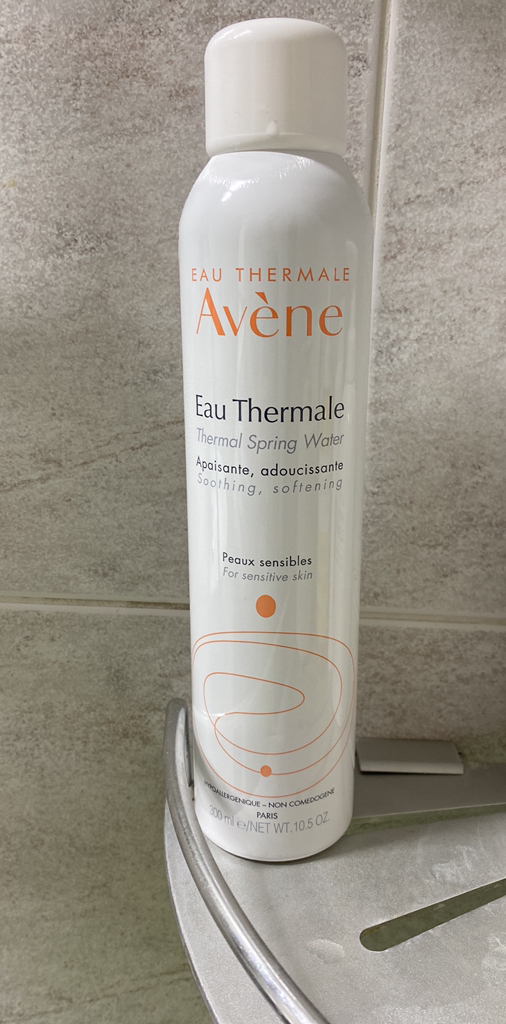 EAU THERMALE
Avène
Eau Thermale
Thermal Spring Water
Apaisante, adoucissante
Soothing, softening
Peaux sensibles
For sensitive skin
HYPOALLERGENIQUE – NON COMEDOGENE
PARIS
300 ml ℮/NET WT.10.5 OZ.